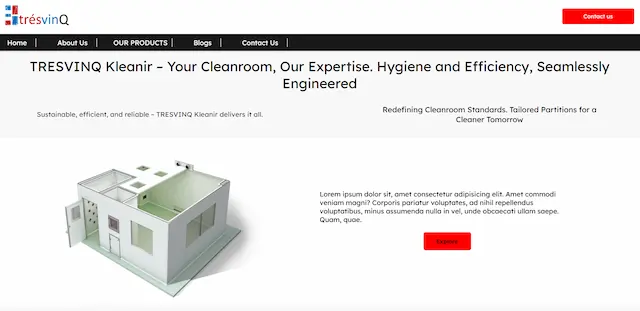 trésvinQ
Contact us
Home About Us OUR PRODUCTS Blogs Contact Us
TRESVINQ Kleanir – Your Cleanroom, Our Expertise. Hygiene and Efficiency, Seamlessly
Engineered
Sustainable, efficient, and reliable – TRESVINQ Kleanir delivers it all.
Redefining Cleanroom Standards. Tailored Partitions for a
Cleaner Tomorrow
Lorem ipsum dolor sit, amet consectetur adipisicing elit. Amet commodi
veniam magni? Corporis pariatur voluptates, ad nihil repellendus
voluptatibus, minus assumenda nulla in vel, unde obcaecati ullam saepe.
Quam, quae.
Explore